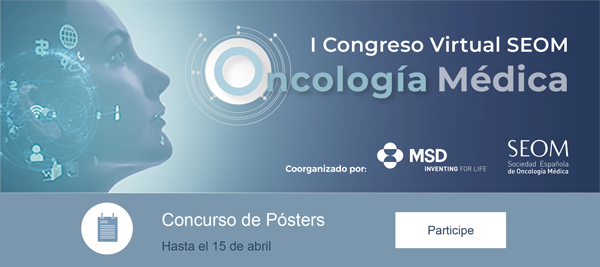 I Congreso Virtual SEOM
Oncología Médica
Coorganizado por:
MSD
INVENTING FOR LIFE
SEOM
Sociedad Española
de Oncología Médica
Concurso de Pósters
Hasta el 15 de abril
Participe